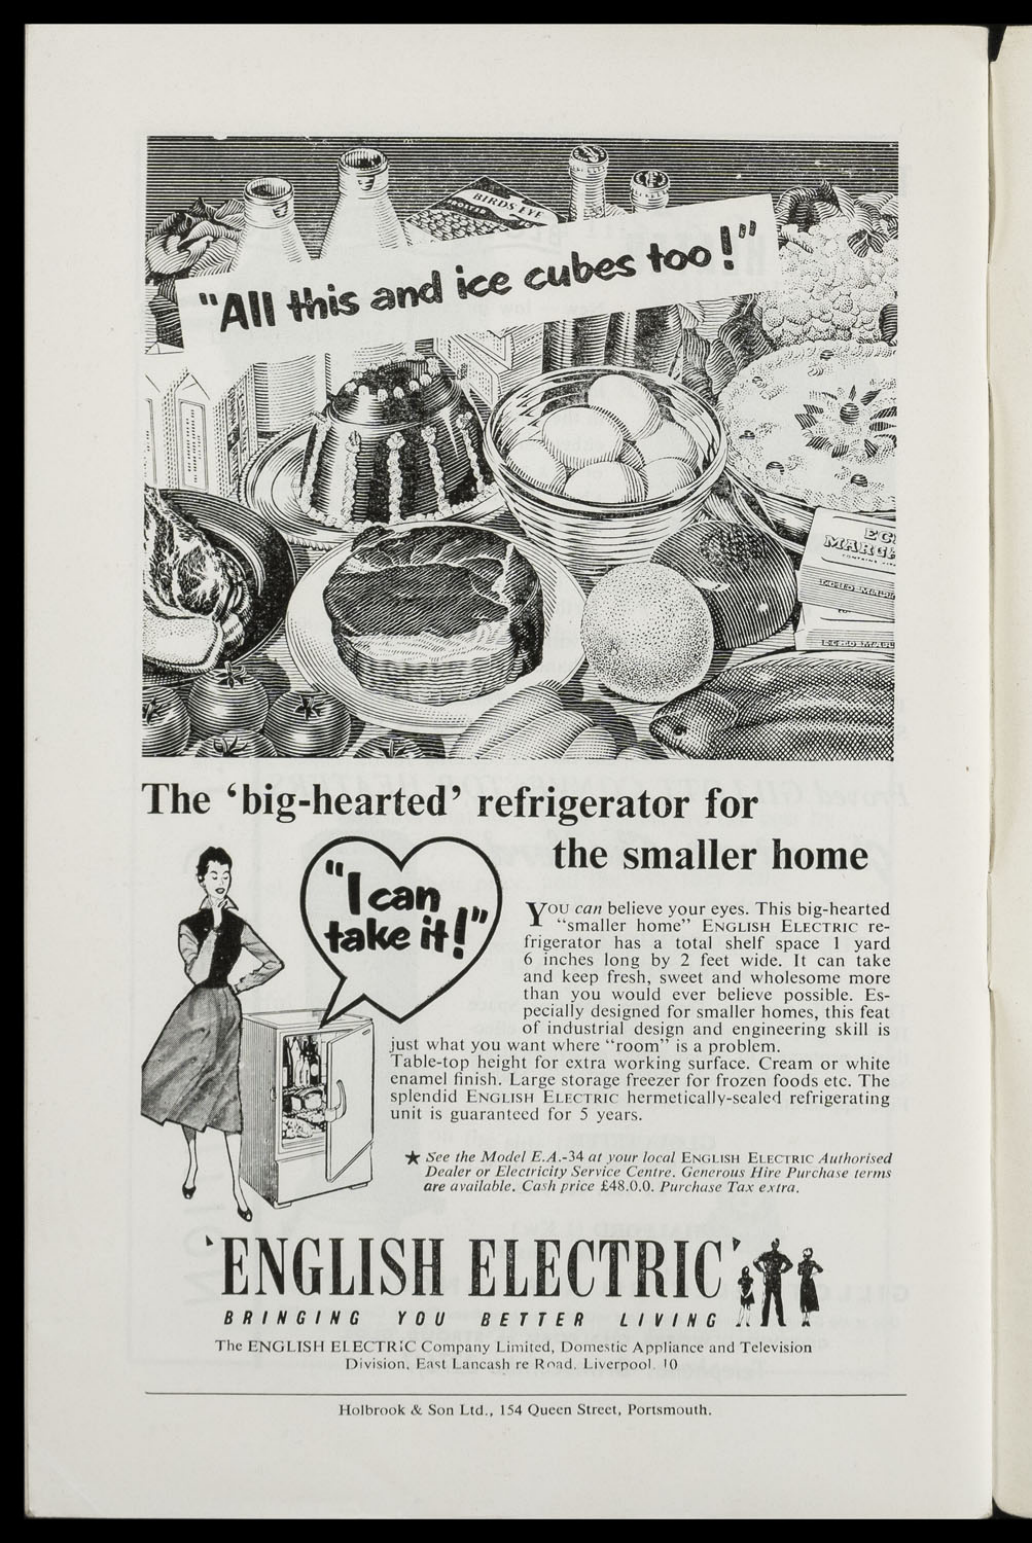 BIRDS EYE
"All this and ice cubes too!"
The 'big-hearted' refrigerator for
the smaller home
"I can
take it!"
YOU can believe your eyes. This big-hearted
"smaller home" ENGLISH ELECTRIC re-
frigerator has a total shelf space 1 yard
6 inches long by 2 feet wide. It can take
and keep fresh, sweet and wholesome more
than you would ever believe possible. Es-
pecially designed for smaller homes, this feat
of industrial design and engineering skill is
just what you want where "room" is a problem.
Table-top height for extra working surface. Cream or white
enamel finish. Large storage freezer for frozen foods etc. The
splendid ENGLISH ELECTRIC hermetically-sealed refrigerating
unit is guaranteed for 5 years.
★ See the Model E.A.-34 at your local ENGLISH ELECTRIC Authorised
Dealer or Electricity Service Centre. Generous Hire Purchase terms
are available. Cash price £48.0.0. Purchase Tax extra.
'ENGLISH ELECTRIC'
BRINGING YOU BETTER LIVING
The ENGLISH ELECTRIC Company Limited, Domestic Appliance and Television
Division, East Lancash re Road, Liverpool. 10
Holbrook & Son Ltd., 154 Queen Street, Portsmouth.